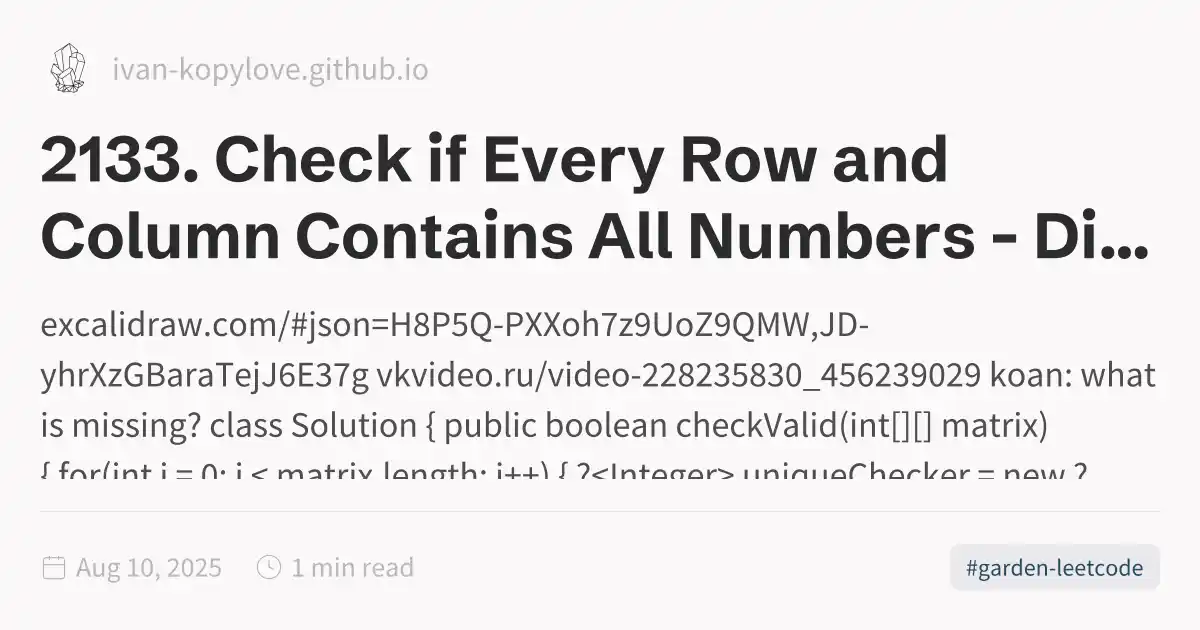 ivan-kopylove.github.io
2133. Check if Every Row and
Column Contains All Numbers - Di...
excalidraw.com/#json=H8P5Q-PXXoh7z9UoZ9QMW,JD-
yhrXzGBaraTejJ6E37g vkvideo.ru/video-228235830_456239029 koan: what
is missing? class Solution { public boolean checkValid(int[][] matrix)
{ for(int i = 0; i < matrix.length; i++) { ?<Integer> uniqueChecker = new ?
Aug 10, 2025
1 min read
#garden-leetcode